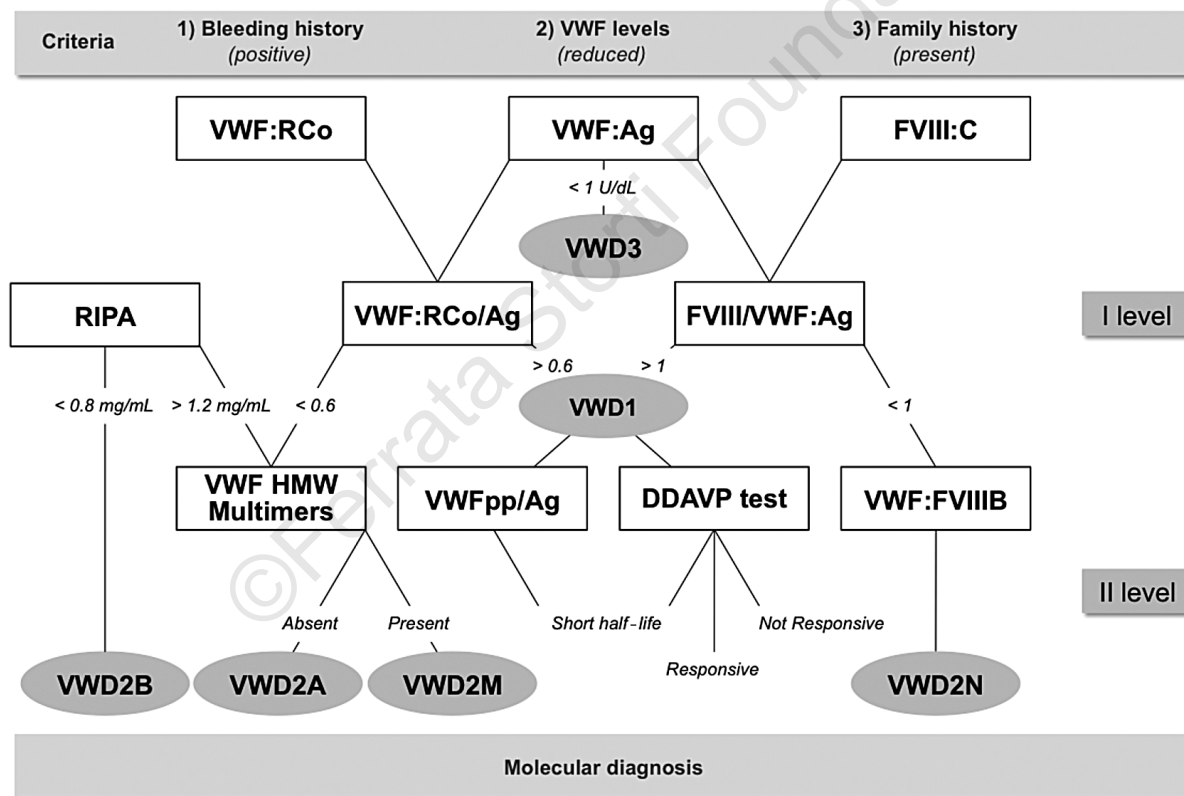 Criteria
1) Bleeding history
(positive)
2) VWF levels
(reduced)
3) Family history
(present)
VWF:RCo
VWF:Ag
FVIII:C
< 1 U/dL
VWD3
RIPA
VWF:RCo/Ag
FVIII/VWF:Ag
I level
> 0.6
> 1
< 0.8 mg/mL
> 1.2 mg/mL
< 0.6
VWD1
< 1
VWF HMW
Multimers
VWFpp/Ag
DDAVP test
VWF:FVIIIB
II level
Absent
Present
Short half-life
Not Responsive
Responsive
VWD2B
VWD2A
VWD2M
VWD2N
Molecular diagnosis
©Ferrata Storti